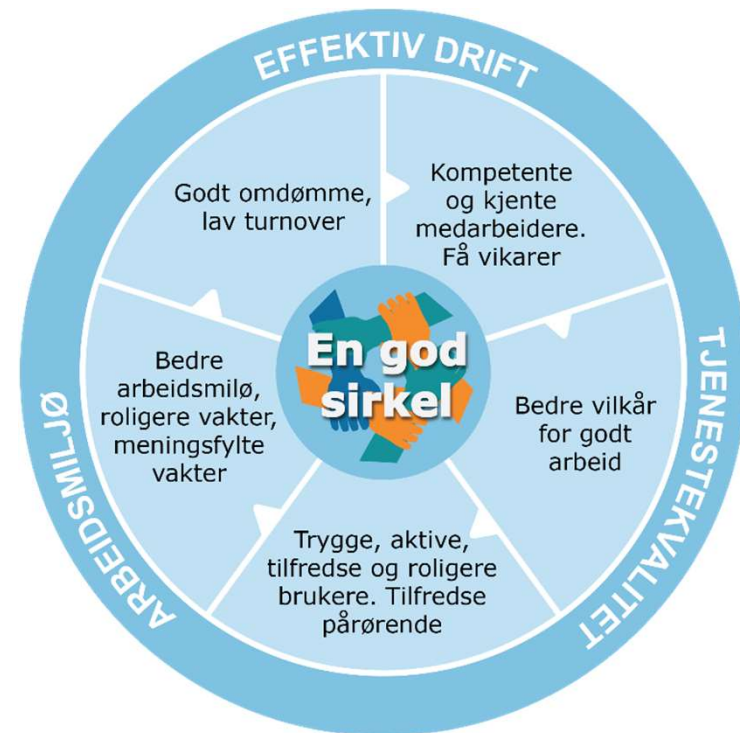 EFFEKTIV DRIFT
Godt omdømme,
lav turnover
Kompetente
og kjente
medarbeidere.
Få vikarer
En god
sirkel
Bedre
arbeidsmilø,
roligere vakter,
meningsfylte
vakter
Bedre vilkår
for godt
arbeid
Trygge, aktive,
tilfredse og roligere
brukere. Tilfredse
pårørende
ARBEIDSMILJØ
TJENESTEKVALITET